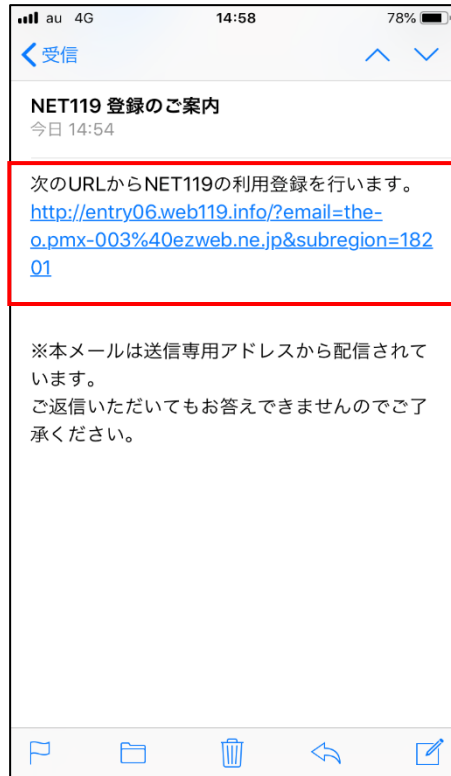 au 4G 14:58 78%
受信
NET119 登録のご案内
今日 14:54
次のURLからNET119の利用登録を行います。
http://entry06.web119.info/?email=the-
o.pmx-003%40ezweb.ne.jp&subregion=182
01
※本メールは送信専用アドレスから配信されて
います。
ご返信いただいてもお答えできませんのでご了
承ください。